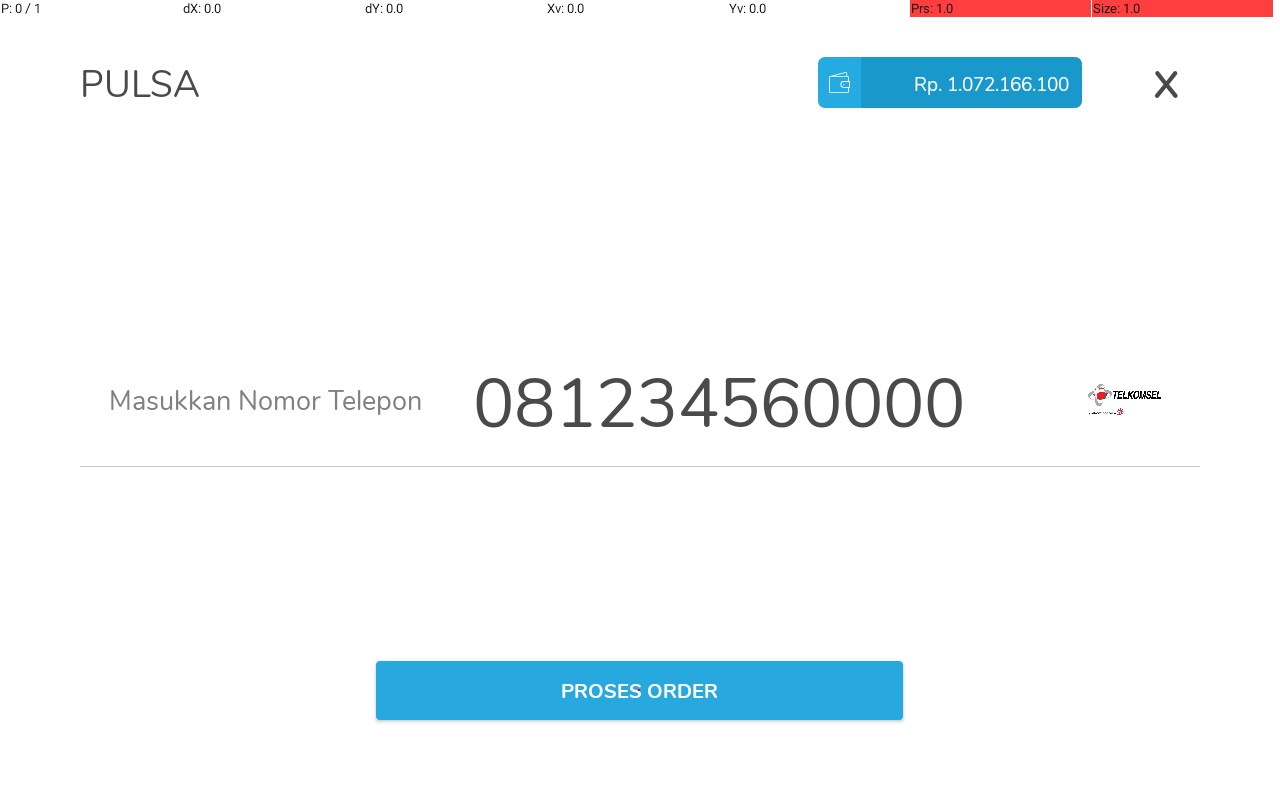 P: 0 / 1 dX: 0.0 dY: 0.0 Xv: 0.0 Yv: 0.0 Prs: 1.0 Size: 1.0
PULSA Rp. 1.072.166.100 X
Masukkan Nomor Telepon 081234560000 TELKOMSEL
PROSES ORDER